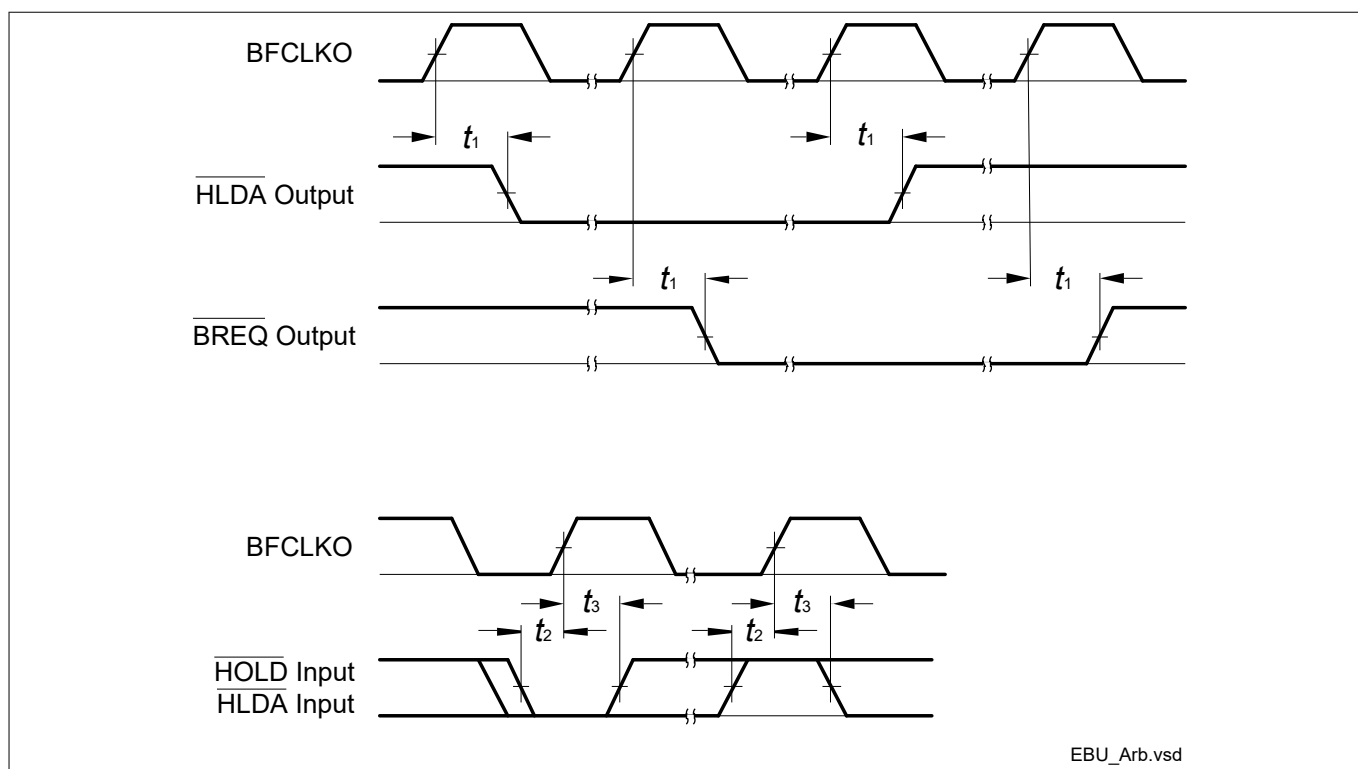 BFCLKO
t1 t1
HLDA Output
t1 t1
BREQ Output
BFCLKO
t3 t3
t2 t2
HOLD Input
HLDA Input
EBU_Arb.vsd